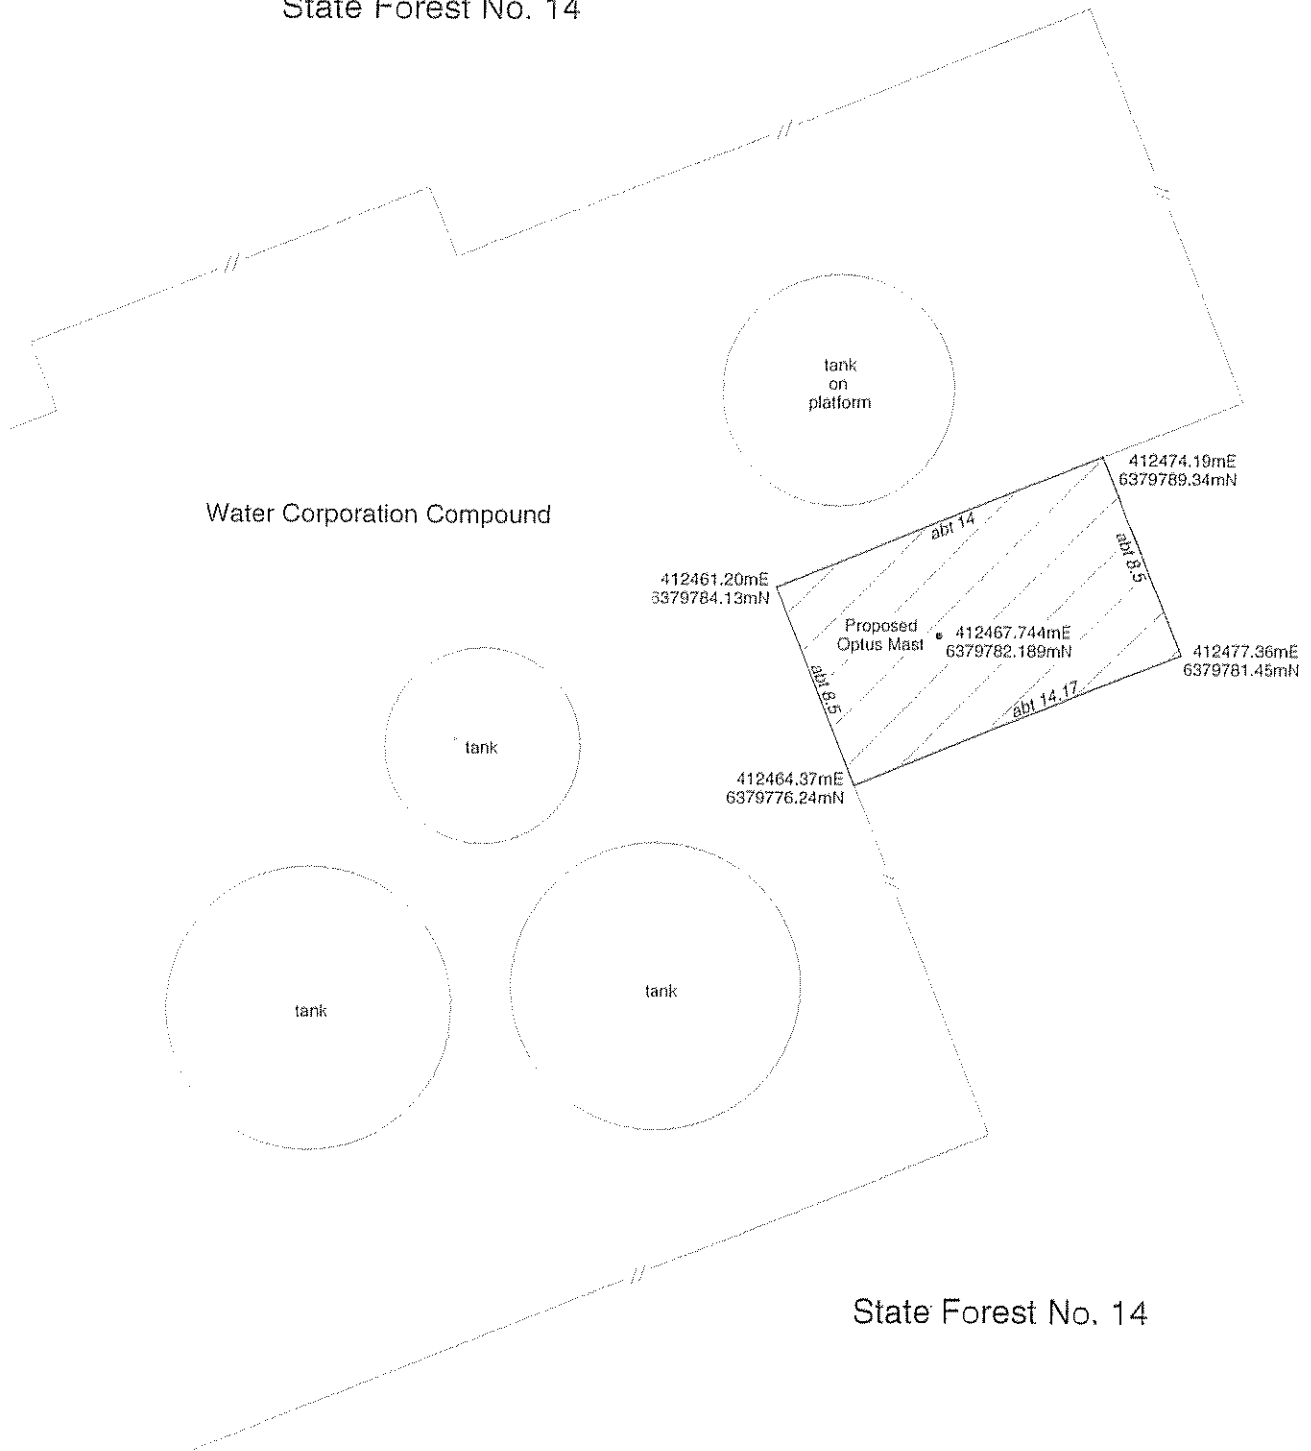 State Forest No. 14
tank
on
platform
412474.19mE
6379789.34mN
Water Corporation Compound
abt 14
abt 8.5
412461.20mE
6379784.13mN
Proposed
Optus Mast
412467.744mE
6379782.189mN
412477.36mE
6379781.45mN
abt 8.5
abt 14.17
tank
412464.37mE
6379776.24mN
tank
tank
State Forest No. 14